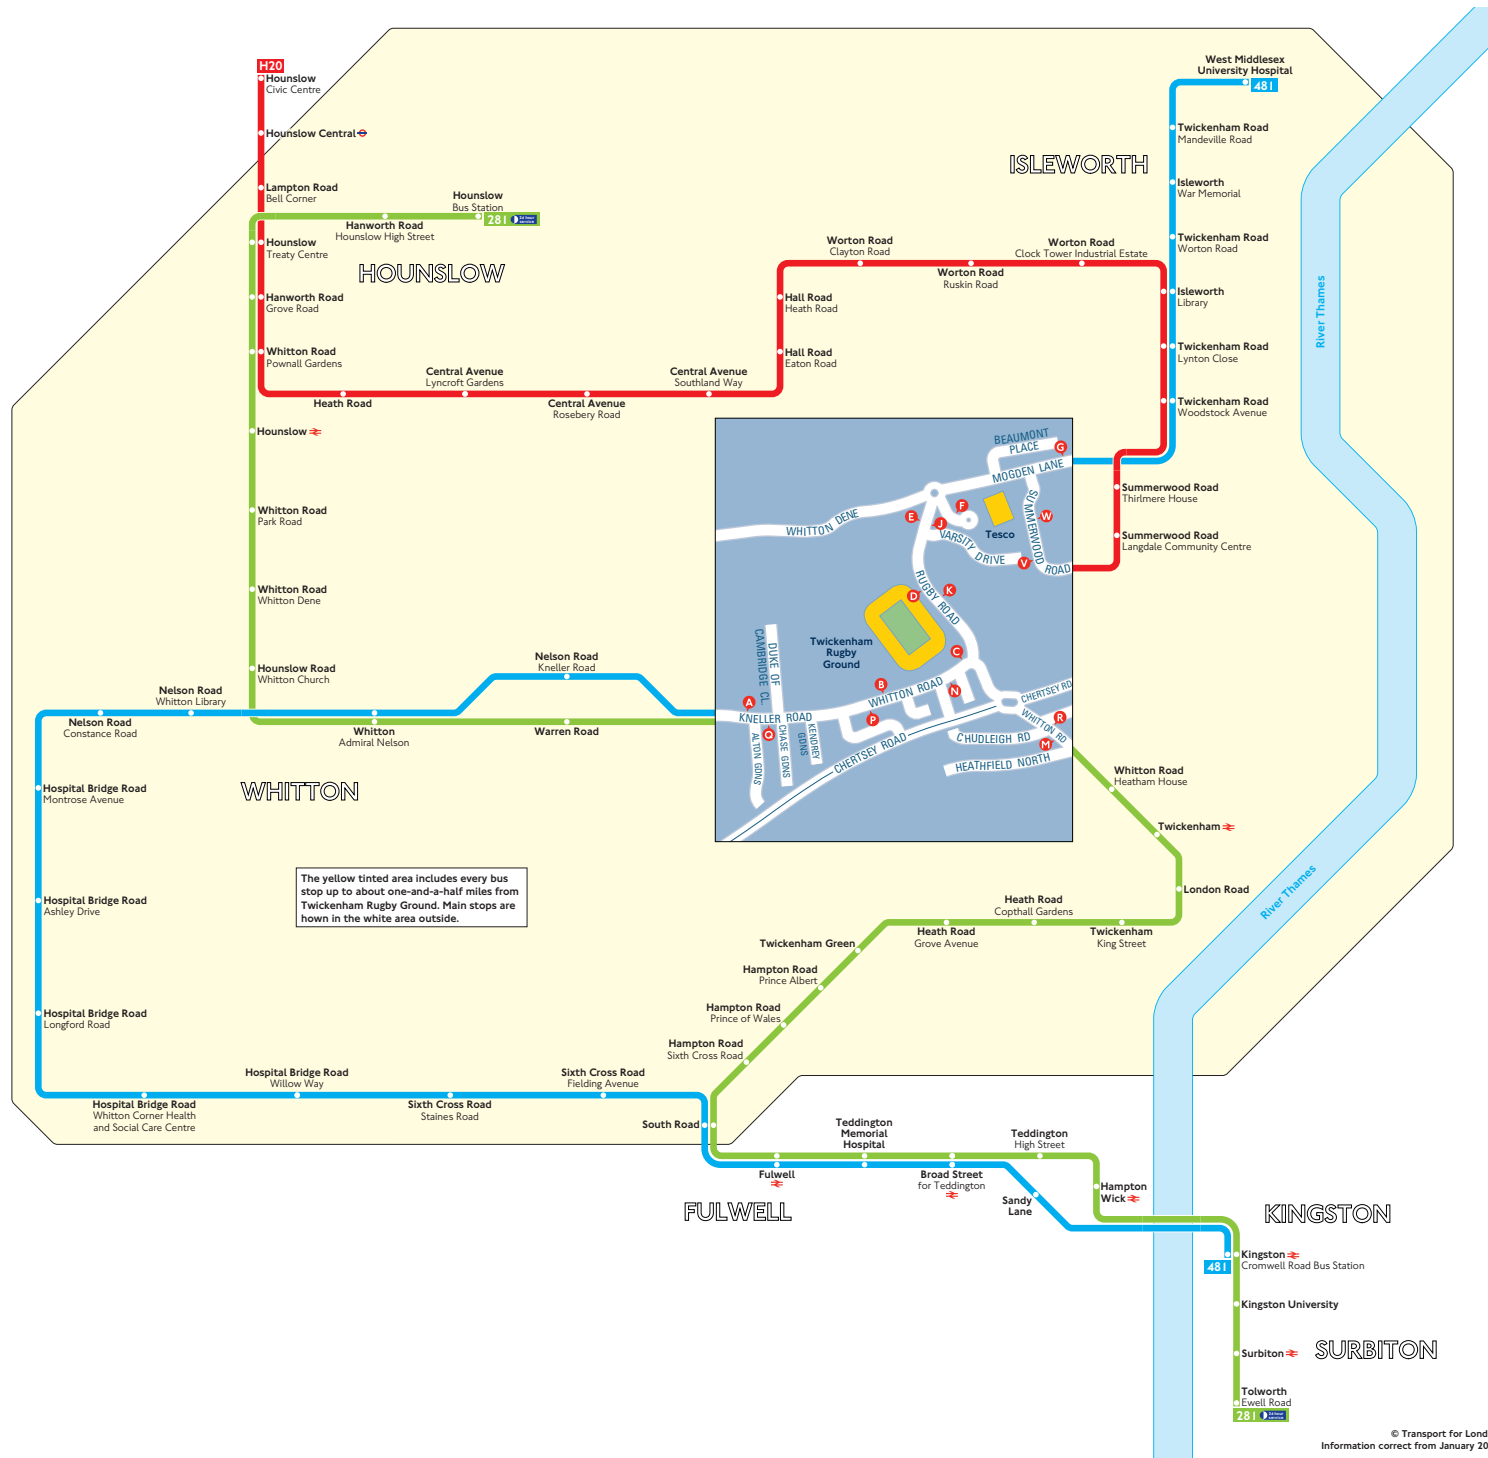 H20
Hounslow
Civic Centre
Hounslow Central
Lampton Road
Bell Corner
Hounslow
Bus Station
281 24 hour
service
Hanworth Road
Hounslow High Street
Hounslow
Treaty Centre
HOUNSLOW
Hanworth Road
Grove Road
Whitton Road
Pownall Gardens
Heath Road
Central Avenue
Lyncroft Gardens
Central Avenue
Rosebery Road
Central Avenue
Southland Way
Hall Road
Eaton Road
Hall Road
Heath Road
Worton Road
Clayton Road
Worton Road
Ruskin Road
Worton Road
Clock Tower Industrial Estate
ISLEWORTH
West Middlesex
University Hospital
481
Twickenham Road
Mandeville Road
Isleworth
War Memorial
Twickenham Road
Worton Road
Isleworth
Library
Twickenham Road
Lynton Close
Twickenham Road
Woodstock Avenue
Summerwood Road
Thirlmere House
Summerwood Road
Langdale Community Centre
River Thames
Hounslow
Whitton Road
Park Road
Whitton Road
Whitton Dene
Hounslow Road
Whitton Church
Nelson Road
Kneller Road
Nelson Road
Whitton Library
Nelson Road
Constance Road
Whitton
Admiral Nelson
Warren Road
WHITTON
BEAUMONT
PLACE
G
MOGDEN LANE
WHITTON DENE
E
J
F
Tesco
SUMMERWOOD
ROAD
W
VARSITY DRIVE
V
RUGBY ROAD
D
K
Twickenham
Rugby
Ground
C
DUKE OF
CAMBRIDGE CL.
A
B
WHITTON ROAD
N
CHERTSEY RD
KNELLER ROAD
Q
P
R
WHITTON RD
M
ALTON GDNS
CHASE GDNS
KENDREY
GDNS
CHERTSEY ROAD
CHUDLEIGH RD
HEATHFIELD NORTH
Whitton Road
Heatham House
Twickenham
London Road
Twickenham
King Street
Heath Road
Copthall Gardens
Heath Road
Grove Avenue
Twickenham Green
Hampton Road
Prince Albert
Hampton Road
Prince of Wales
Hampton Road
Sixth Cross Road
River Thames
Hospital Bridge Road
Montrose Avenue
Hospital Bridge Road
Ashley Drive
Hospital Bridge Road
Longford Road
The yellow tinted area includes every bus
stop up to about one-and-a-half miles from
Twickenham Rugby Ground. Main stops are
hown in the white area outside.
Hospital Bridge Road
Whitton Corner Health
and Social Care Centre
Hospital Bridge Road
Willow Way
Sixth Cross Road
Staines Road
Sixth Cross Road
Fielding Avenue
South Road
Fulwell
FULWELL
Teddington
Memorial
Hospital
Broad Street
for Teddington
Teddington
High Street
Sandy
Lane
Hampton
Wick
KINGSTON
481
Kingston
Cromwell Road Bus Station
Kingston University
Surbiton
SURBITON
Tolworth
Ewell Road
281 24 hour
service
© Transport for Lond
Information correct from January 20